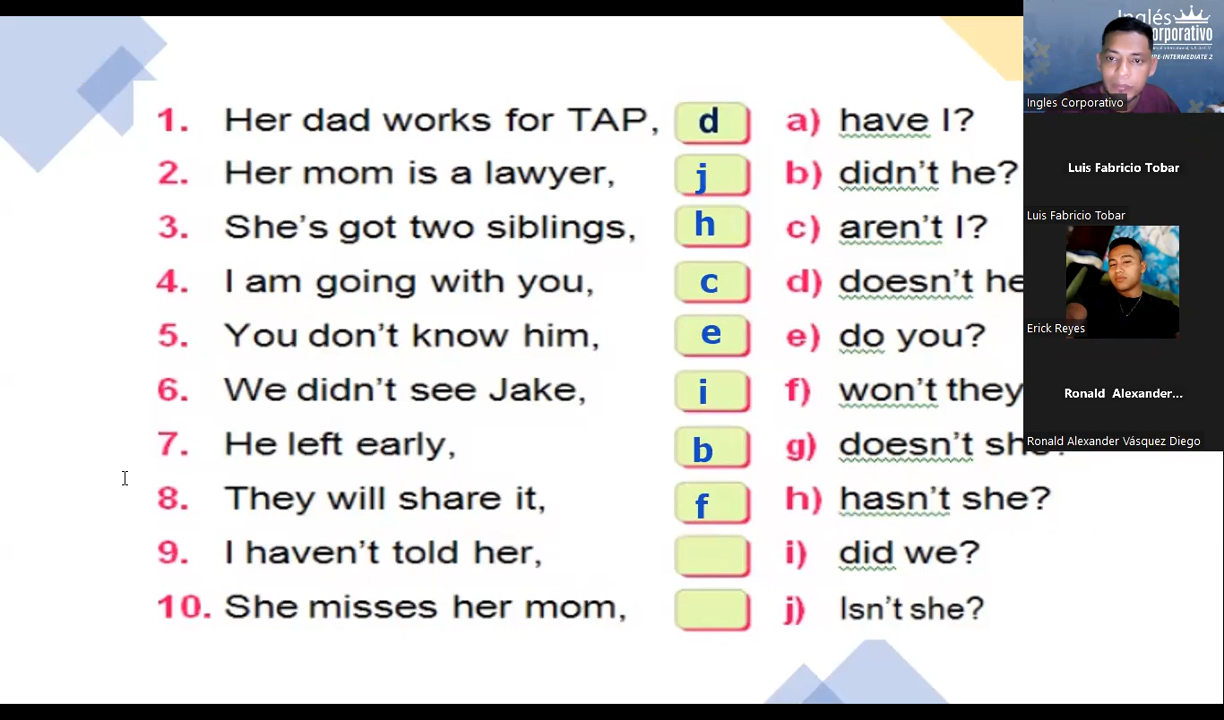 1. Her dad works for TAP, d a) have I?
2. Her mom is a lawyer, j b) didn't he?
3. She's got two siblings, h c) aren't I?
4. I am going with you, c d) doesn't he
5. You don't know him, e e) do you?
6. We didn't see Jake, i f) won't they
7. He left early, b g) doesn't she?
8. They will share it, f h) hasn't she?
9. I haven't told her, i) did we?
10. She misses her mom, j) Isn't she?
Inglés
Corporativo
Ingles Corporativo
Luis Fabricio Tobar
Luis Fabricio Tobar
Erick Reyes
Ronald Alexander...
Ronald Alexander Vásquez Diego